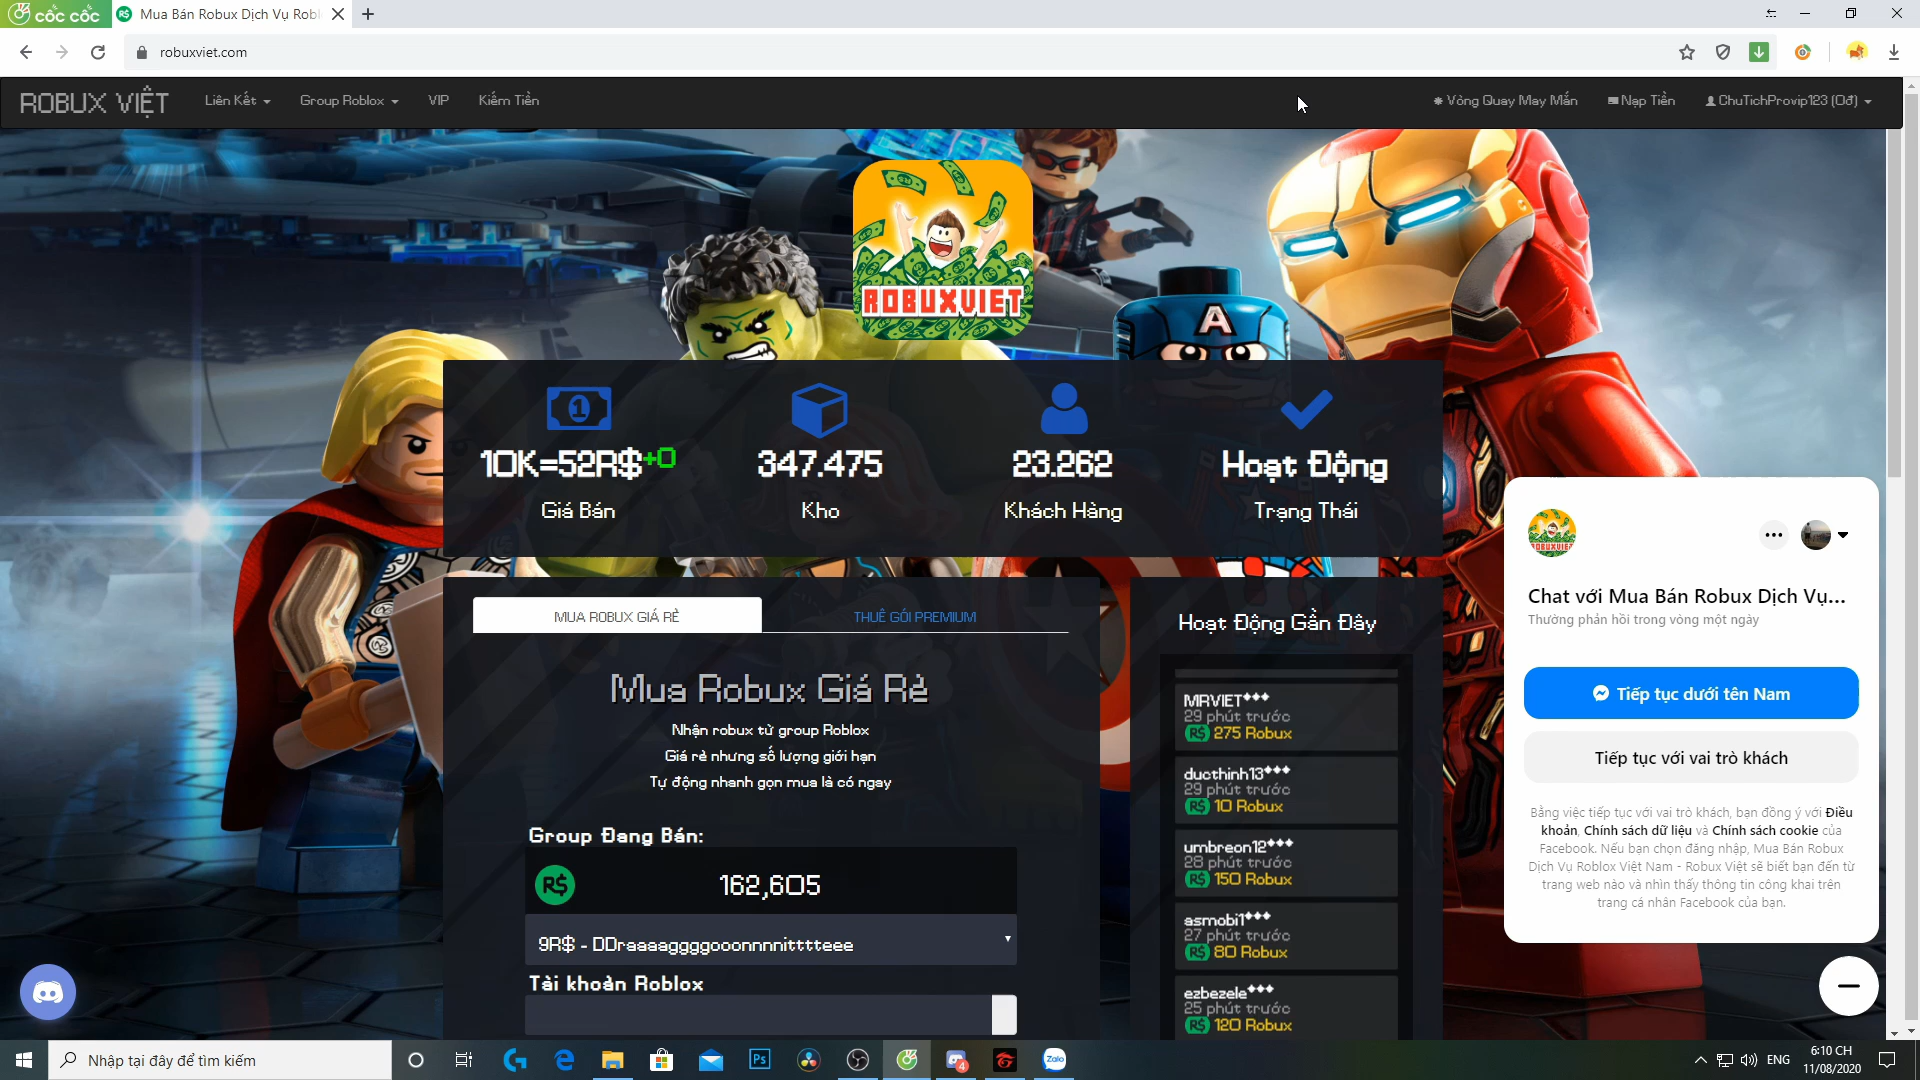 cốc cốc
Mua Bán Robux Dịch Vụ Robl
robuxviet.com
ROBUX VIỆT
Liên Kết
Group Roblox
VIP
Kiếm Tiền
Vòng Quay May Mắn
Nạp Tiền
ChuTichProvip123 (0đ)
ROBUXVIET
A
1
10K=52R$+0
347.475
23.262
Hoạt Động
Giá Bán
Kho
Khách Hàng
Trạng Thái
MUA ROBUX GIÁ RẺ
THUÊ GÓI PREMIUM
Mua Robux Giá Rẻ
Nhận robux từ group Roblox
Giá rẻ nhưng số lượng giới hạn
Tự động nhanh gọn mua là có ngay
Group Đang Bán:
R$
162,605
9R$ - DDraaaaggggooonnnnitttteee
Tài khoản Roblox
Hoạt Động Gần Đây
MRVIET***
29 phút trước
R$ 275 Robux
ducthinh13***
29 phút trước
R$ 10 Robux
umbreon12***
28 phút trước
R$ 150 Robux
asmobi1***
27 phút trước
R$ 80 Robux
ezbezele***
25 phút trước
R$ 120 Robux
ROBUXVIET
Chat với Mua Bán Robux Dịch Vụ...
Thường phản hồi trong vòng một ngày
Tiếp tục dưới tên Nam
Tiếp tục với vai trò khách
Bằng việc tiếp tục với vai trò khách, bạn đồng ý với Điều
khoản, Chính sách dữ liệu và Chính sách cookie của
Facebook. Nếu bạn chọn đăng nhập, Mua Bán Robux
Dịch Vụ Roblox Việt Nam - Robux Việt sẽ biết bạn đến từ
trang web nào và nhìn thấy thông tin công khai trên
trang cá nhân Facebook của bạn.
Nhập tại đây để tìm kiếm
Ps
4
Zalo
ENG
6:10 CH
11/08/2020